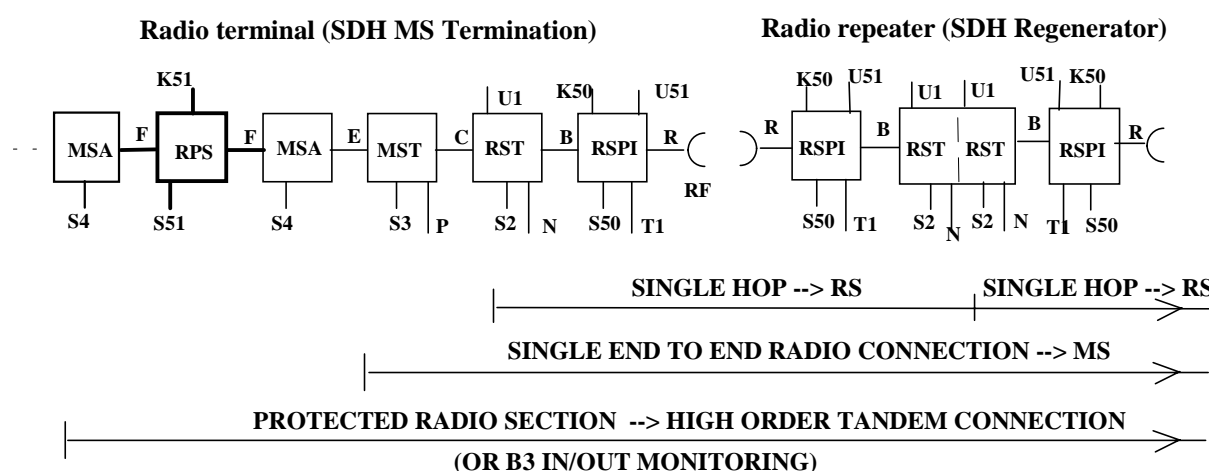 Radio terminal (SDH MS Termination) Radio repeater (SDH Regenerator)
K51 U1 K50 U51 K50 U51 U1 U1 U51 K50
MSA F RPS F MSA E MST C RST B RSPI R R RSPI B RST RST B RSPI R
RF
S4 S51 S4 S3 P S2 N S50 T1 S50 T1 S2 N S2 N T1 S50
SINGLE HOP --> RS SINGLE HOP --> RS
SINGLE END TO END RADIO CONNECTION --> MS
PROTECTED RADIO SECTION --> HIGH ORDER TANDEM CONNECTION
(OR B3 IN/OUT MONITORING)